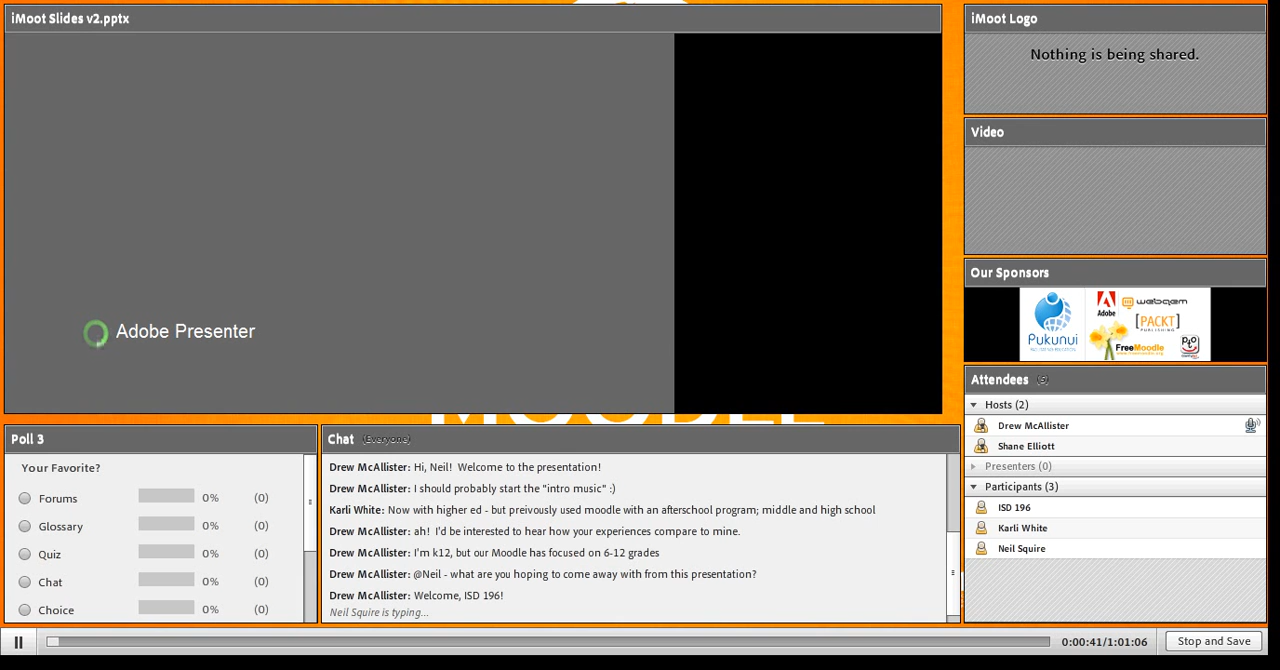 iMoot Slides v2.pptx
Adobe Presenter
iMoot Logo
Nothing is being shared.
Video
Our Sponsors
Pukunui
Adobe
webgem
[PACKT]
PUBLISHING
FreeMoodle
Attendees (5)
Hosts (2)
Drew McAllister
Shane Elliott
Presenters (0)
Participants (3)
ISD 196
Karli White
Neil Squire
MOODLE
Poll 3
Your Favorite?
Forums 0% (0)
Glossary 0% (0)
Quiz 0% (0)
Chat 0% (0)
Choice 0% (0)
Chat (Everyone)
Drew McAllister: Hi, Neil!  Welcome to the presentation!
Drew McAllister: I should probably start the "intro music" :)
Karli White: Now with higher ed - but preivously used moodle with an afterschool program; middle and high school
Drew McAllister: ah!  I'd be interested to hear how your experiences compare to mine.
Drew McAllister: I'm k12, but our Moodle has focused on 6-12 grades
Drew McAllister: @Neil - what are you hoping to come away with from this presentation?
Drew McAllister: Welcome, ISD 196!
Neil Squire is typing...
0:00:41/1:01:06
Stop and Save